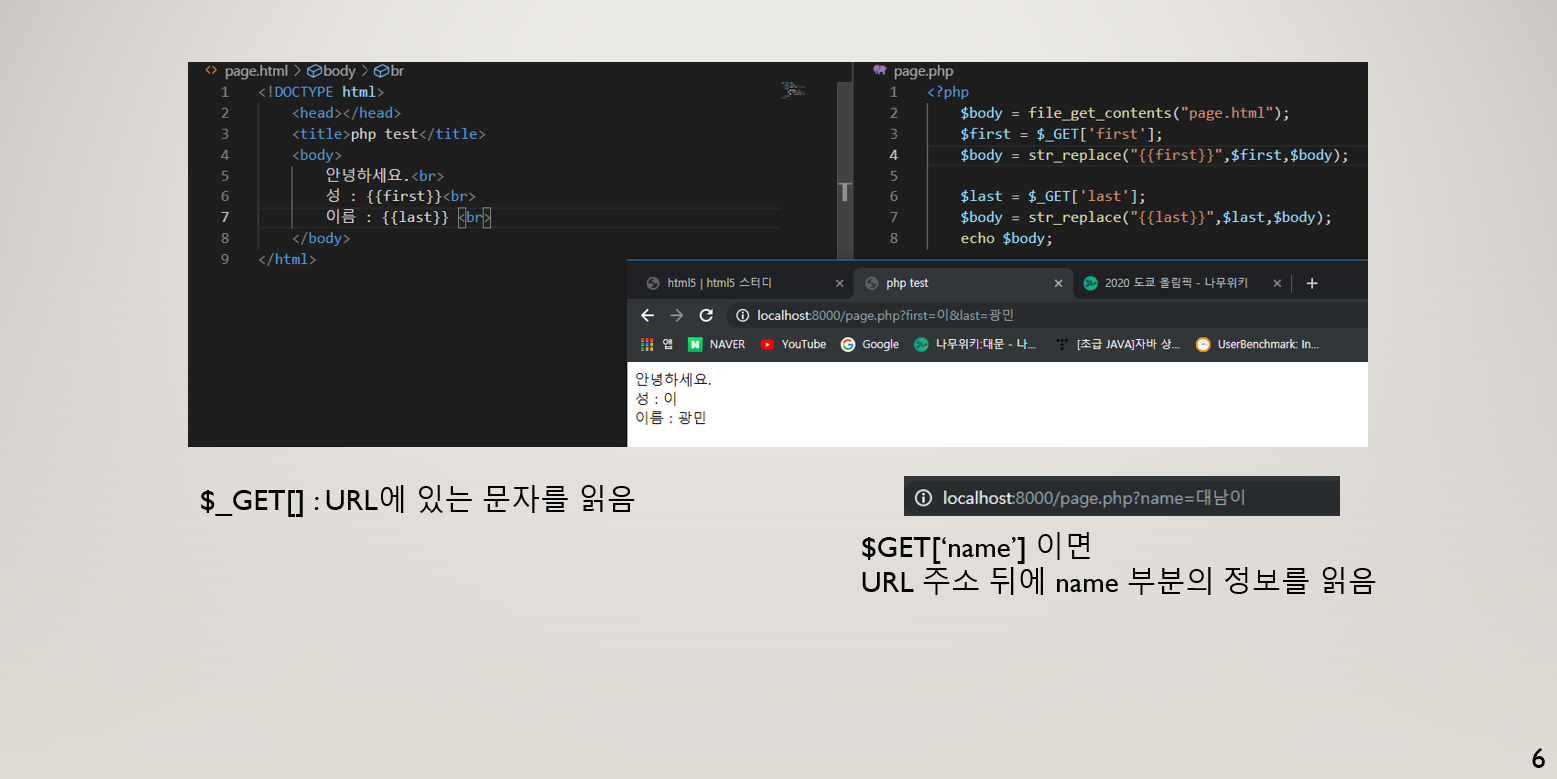 page.html > body > br
1 <!DOCTYPE html>
2 <head></head>
3 <title>php test</title>
4 <body>
5 안녕하세요.<br>
6 성 : {{first}}<br>
7 이름 : {{last}} <br>
8 </body>
9 </html>
page.php
1 <?php
2 $body = file_get_contents("page.html");
3 $first = $_GET['first'];
4 $body = str_replace("{{first}}",$first,$body);
5
6 $last = $_GET['last'];
7 $body = str_replace("{{last}}",$last,$body);
8 echo $body;
html5 | html5 스터디 × php test × 2020 도쿄 올림픽 - 나무위키 × +
localhost:8000/page.php?first=이&last=광민
앱 NAVER YouTube Google 나무위키:대문 - 나... [초급 JAVA]자바 상... UserBenchmark: In...
안녕하세요.
성 : 이
이름 : 광민
$_GET[] : URL에 있는 문자를 읽음
localhost:8000/page.php?name=대남이
$GET[‘name’] 이면
URL 주소 뒤에 name 부분의 정보를 읽음
6